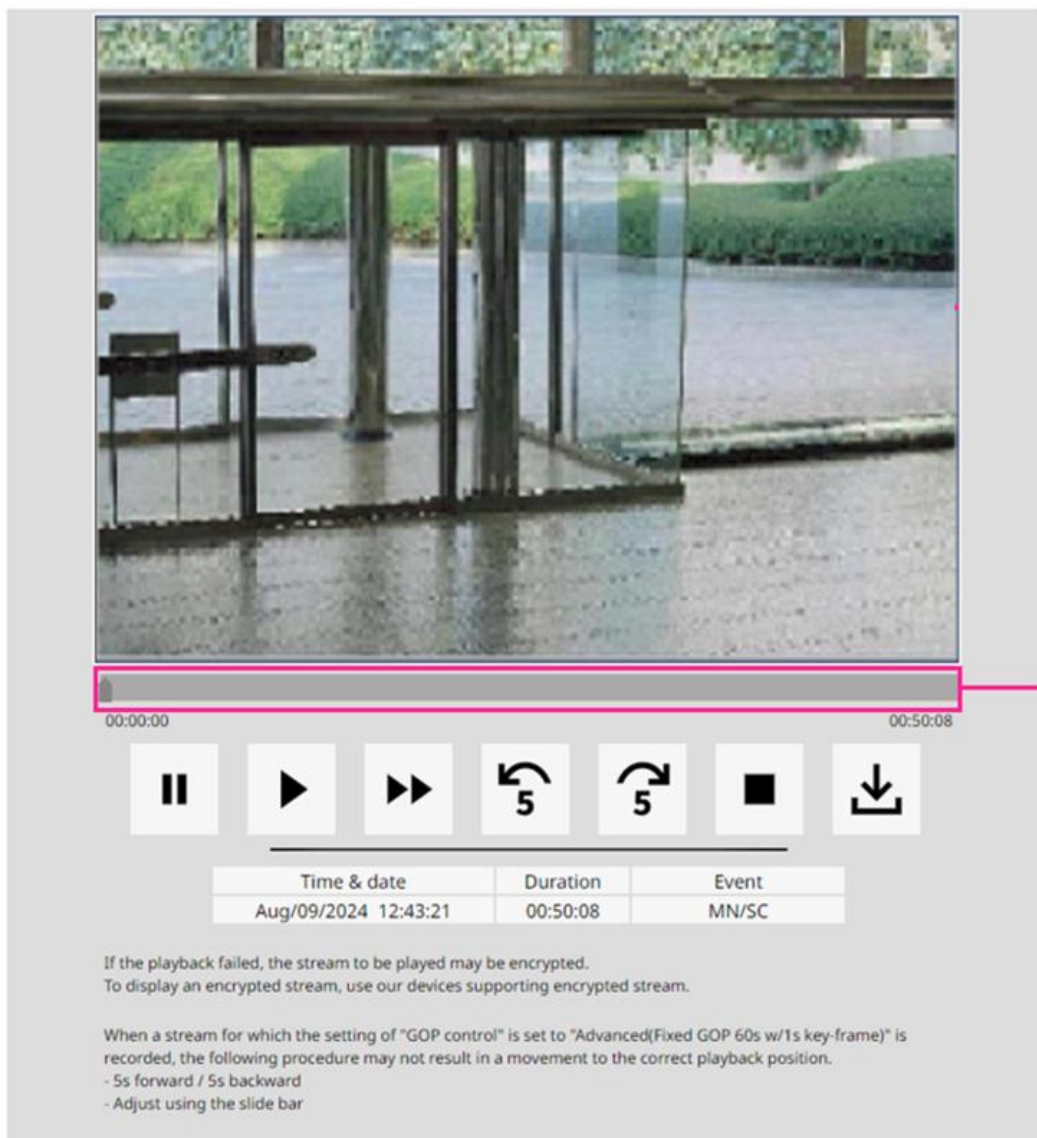 00:00:00 00:50:08
5 5
Time & date Duration Event
Aug/09/2024 12:43:21 00:50:08 MN/SC
If the playback failed, the stream to be played may be encrypted.
To display an encrypted stream, use our devices supporting encrypted stream.
When a stream for which the setting of "GOP control" is set to "Advanced(Fixed GOP 60s w/1s key-frame)" is
recorded, the following procedure may not result in a movement to the correct playback position.
- 5s forward / 5s backward
- Adjust using the slide bar